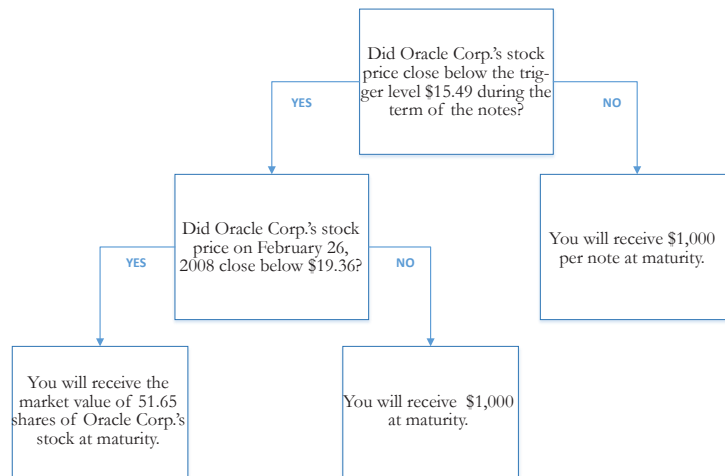 Did Oracle Corp.'s stock
price close below the trig-
ger level $15.49 during the
term of the notes?
YES
NO
Did Oracle Corp.'s stock
price on February 26,
2008 close below $19.36?
You will receive $1,000
per note at maturity.
YES
NO
You will receive the
market value of 51.65
shares of Oracle Corp.'s
stock at maturity.
You will receive $1,000
at maturity.